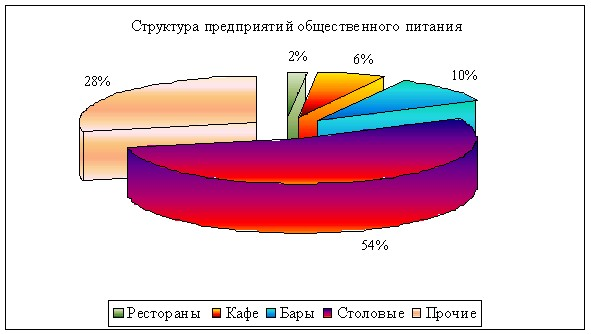 Структура предприятий общественного питания
2%
6%
10%
28%
54%
Рестораны Кафе Бары Столовые Прочие